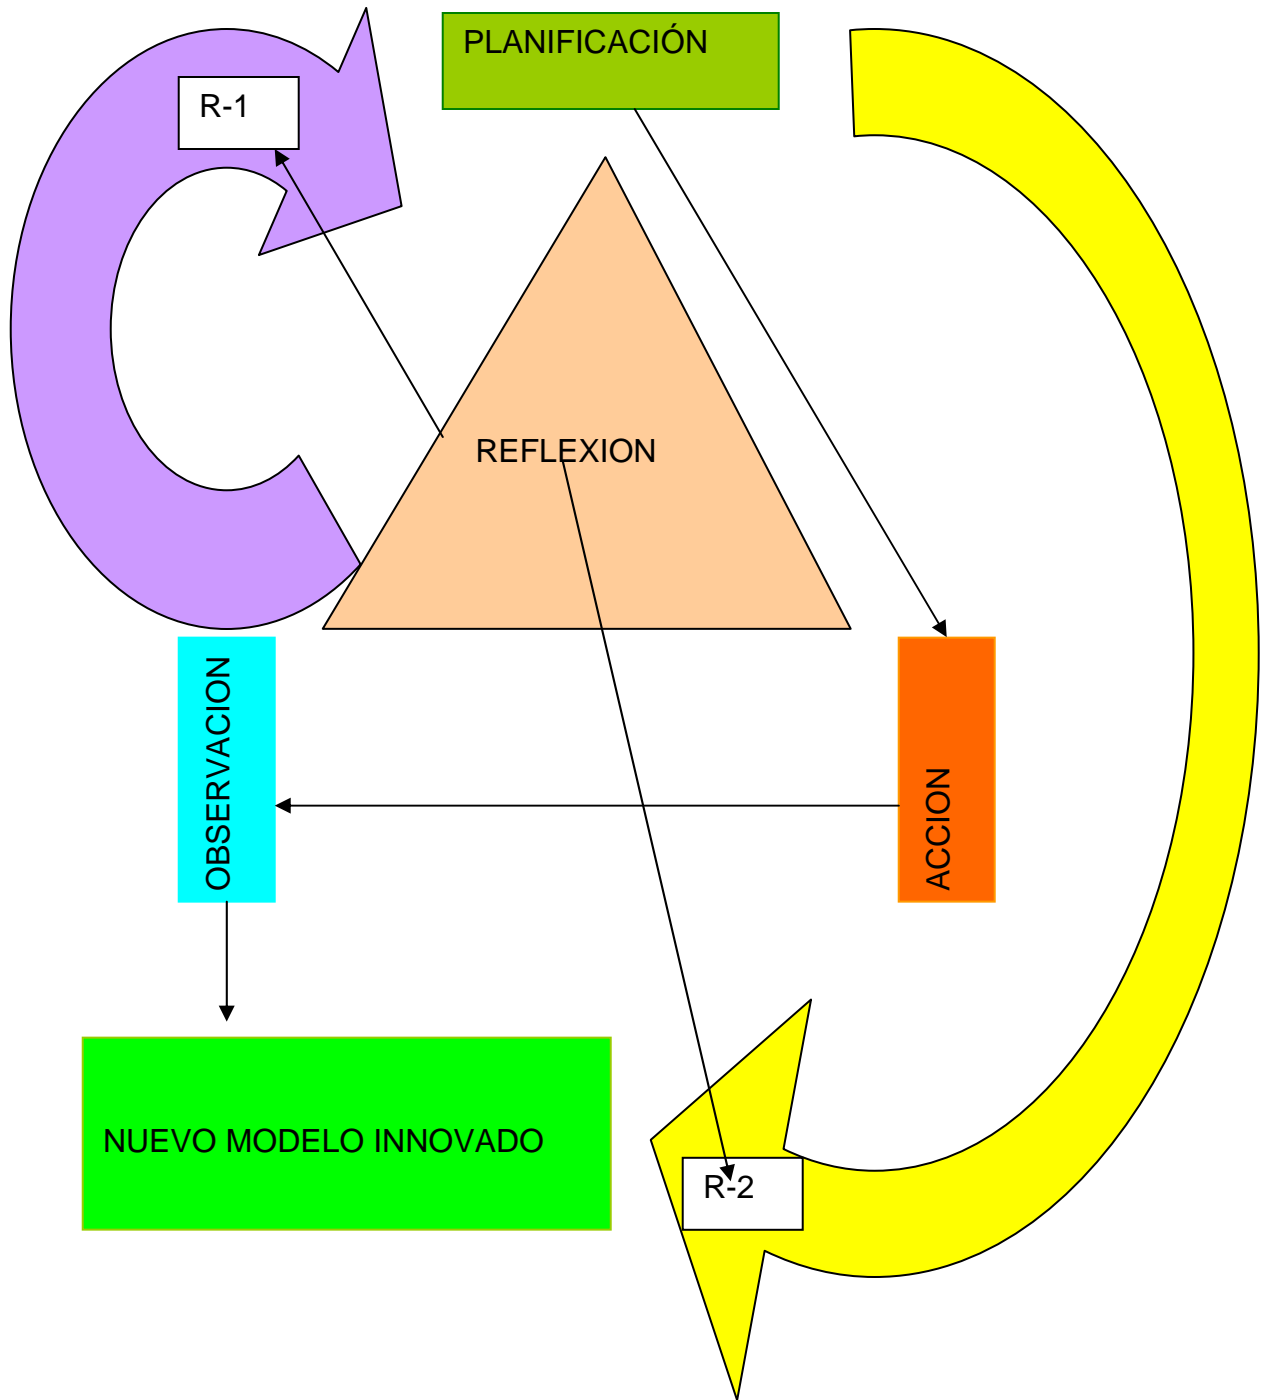 PLANIFICACIÓN
R-1
REFLEXION
OBSERVACION
ACCION
NUEVO MODELO INNOVADO
R-2